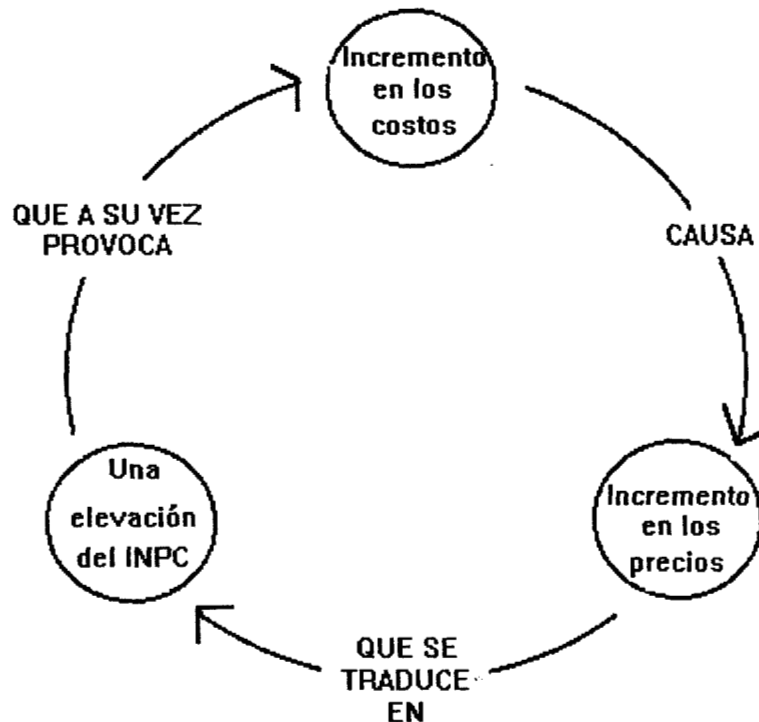 Incremento
en los
costos
CAUSA
Incremento
en los
precios
QUE SE
TRADUCE
EN
Una
elevación
del INPC
QUE A SU VEZ
PROVOCA